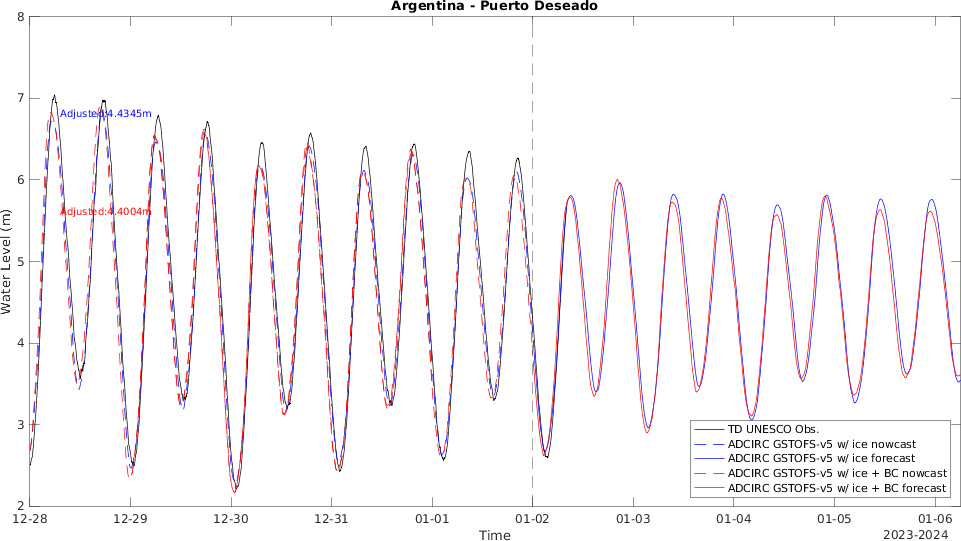 Argentina - Puerto Deseado
8
7
6
5
4
3
2
Water Level (m)
Adjusted:4.4345m
Adjusted:4.4004m
TD UNESCO Obs.
ADCIRC GSTOFS-v5 w/ ice nowcast
ADCIRC GSTOFS-v5 w/ ice forecast
ADCIRC GSTOFS-v5 w/ ice + BC nowcast
ADCIRC GSTOFS-v5 w/ ice + BC forecast
12-28 12-29 12-30 12-31 01-01 01-02 01-03 01-04 01-05 01-06
Time
2023-2024